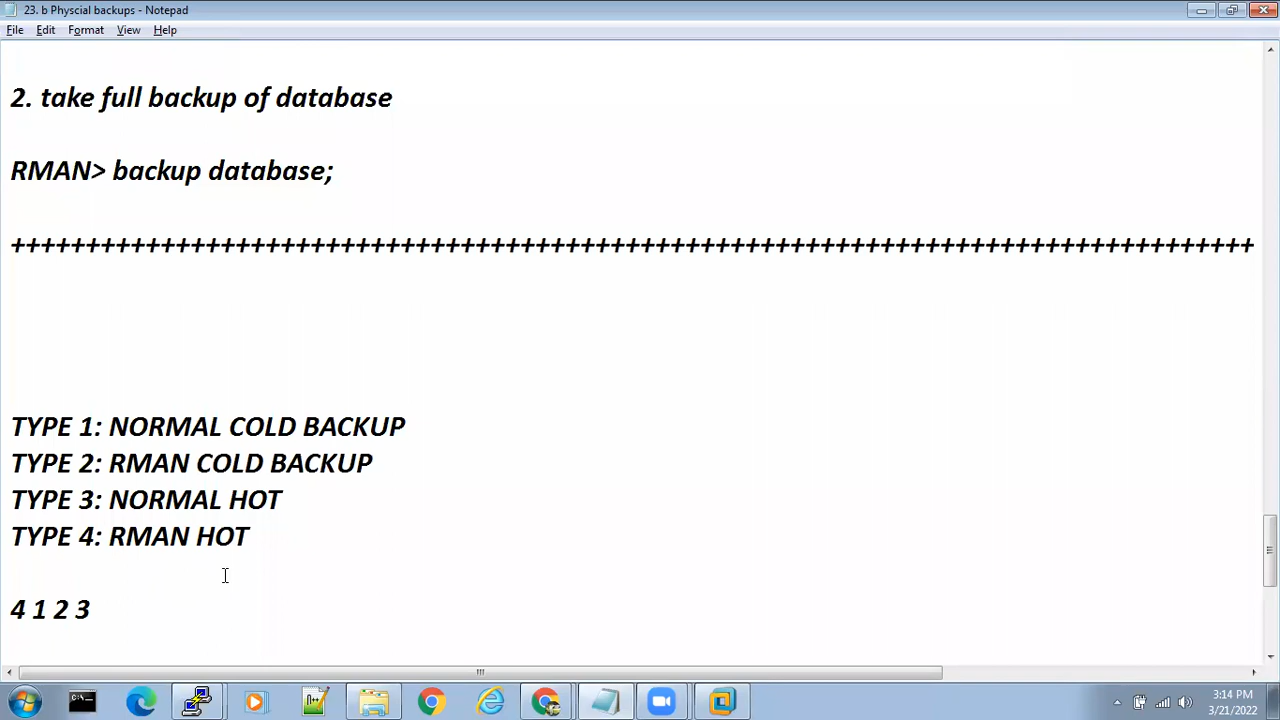 23. b Physcial backups - Notepad
File Edit Format View Help
2. take full backup of database
RMAN> backup database;
+++++++++++++++++++++++++++++++++++++++++++++++++++++++++++++++++++++++++++++++++++
TYPE 1: NORMAL COLD BACKUP
TYPE 2: RMAN COLD BACKUP
TYPE 3: NORMAL HOT
TYPE 4: RMAN HOT
4 1 2 3
3:14 PM
3/21/2022